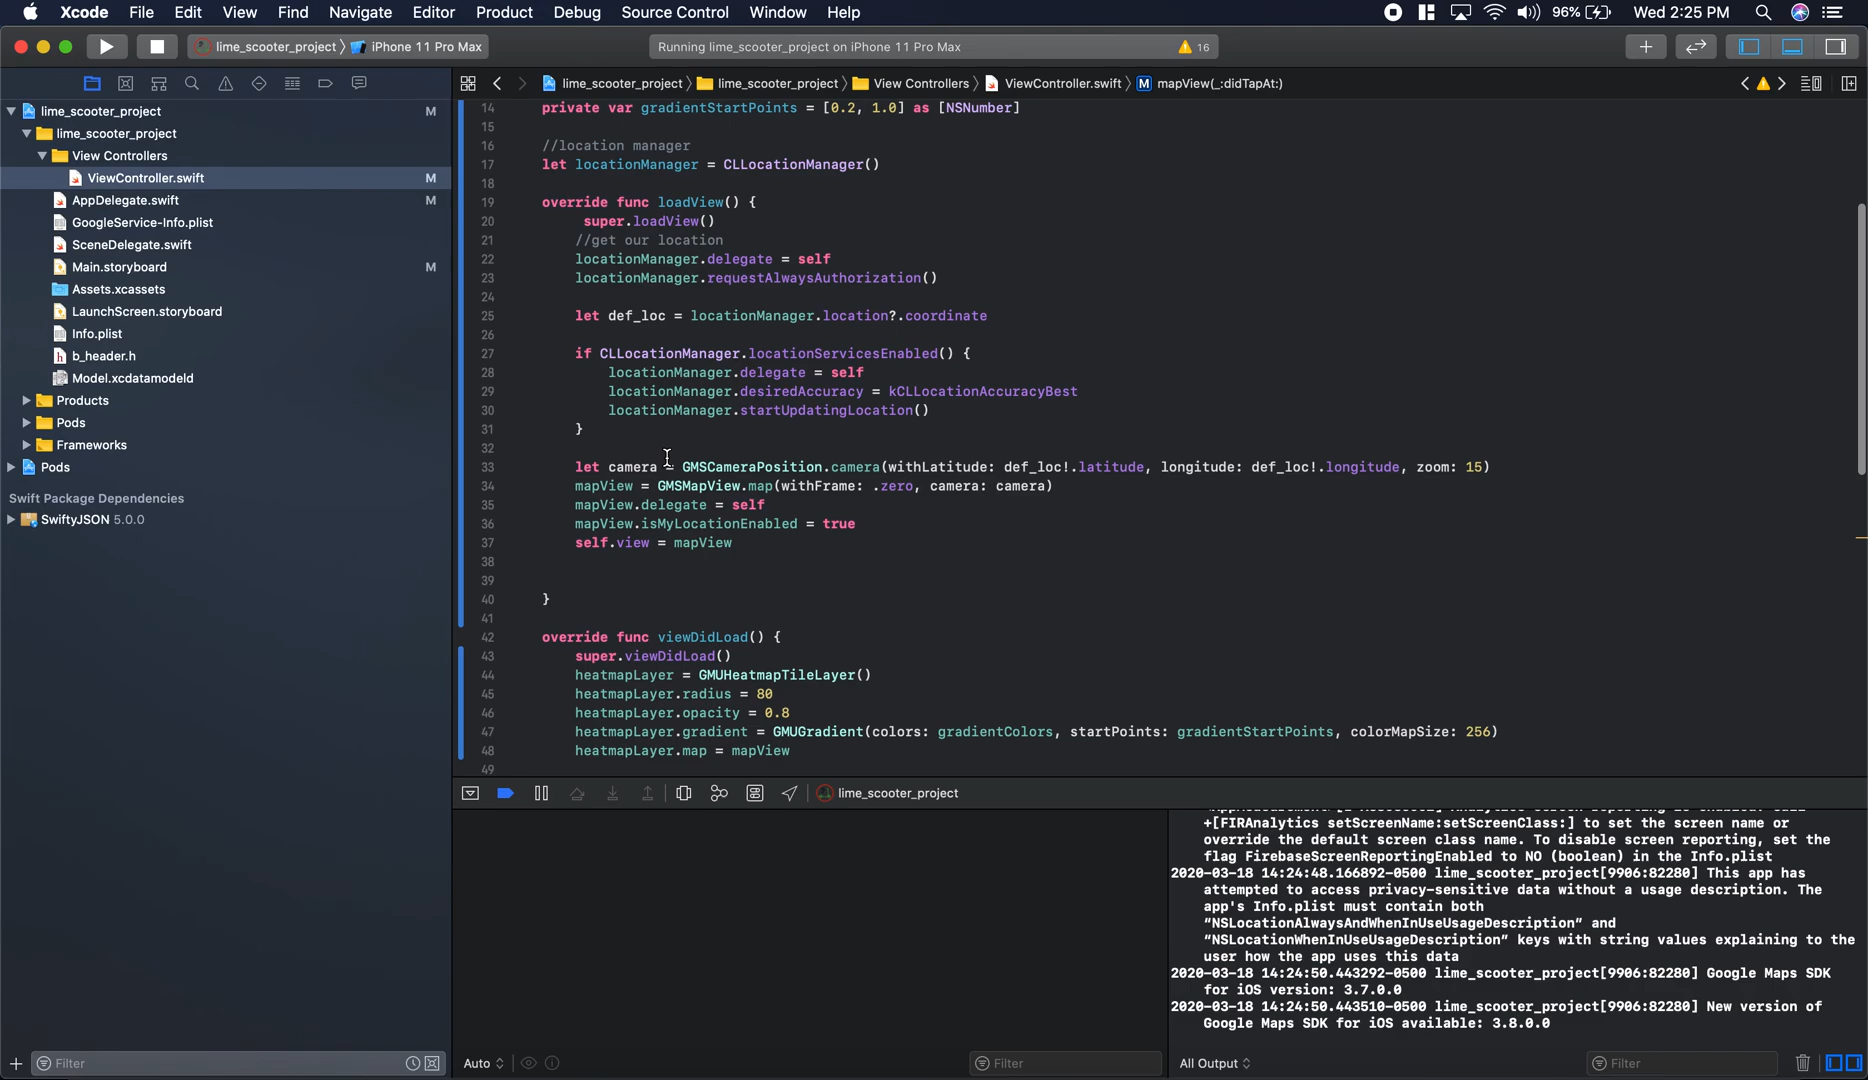 Xcode File Edit View Find Navigate Editor Product Debug Source Control Window Help 96% Wed 2:25 PM
lime_scooter_project iPhone 11 Pro Max Running lime_scooter_project on iPhone 11 Pro Max 16
lime_scooter_project lime_scooter_project View Controllers ViewController.swift M mapView(_:didTapAt:)
lime_scooter_project M
lime_scooter_project
View Controllers
ViewController.swift M
AppDelegate.swift M
GoogleService-Info.plist
SceneDelegate.swift
Main.storyboard M
Assets.xcassets
LaunchScreen.storyboard
Info.plist
h b_header.h
Model.xcdatamodeld
Products
Pods
Frameworks
Pods
Swift Package Dependencies
SwiftyJSON 5.0.0
Filter
14 private var gradientStartPoints = [0.2, 1.0] as [NSNumber]
15
16 //location manager
17 let locationManager = CLLocationManager()
18
19 override func loadView() {
20 super.loadView()
21 //get our location
22 locationManager.delegate = self
23 locationManager.requestAlwaysAuthorization()
24
25 let def_loc = locationManager.location?.coordinate
26
27 if CLLocationManager.locationServicesEnabled() {
28 locationManager.delegate = self
29 locationManager.desiredAccuracy = kCLLocationAccuracyBest
30 locationManager.startUpdatingLocation()
31 }
32
33 let camera = GMSCameraPosition.camera(withLatitude: def_loc!.latitude, longitude: def_loc!.longitude, zoom: 15)
34 mapView = GMSMapView.map(withFrame: .zero, camera: camera)
35 mapView.delegate = self
36 mapView.isMyLocationEnabled = true
37 self.view = mapView
38
39
40 }
41
42 override func viewDidLoad() {
43 super.viewDidLoad()
44 heatmapLayer = GMUHeatmapTileLayer()
45 heatmapLayer.radius = 80
46 heatmapLayer.opacity = 0.8
47 heatmapLayer.gradient = GMUGradient(colors: gradientColors, startPoints: gradientStartPoints, colorMapSize: 256)
48 heatmapLayer.map = mapView
49
lime_scooter_project
+[FIRAnalytics setScreenName:setScreenClass:] to set the screen name or
override the default screen class name. To disable screen reporting, set the
flag FirebaseScreenReportingEnabled to NO (boolean) in the Info.plist
2020-03-18 14:24:48.166892-0500 lime_scooter_project[9906:82280] This app has
attempted to access privacy-sensitive data without a usage description. The
app's Info.plist must contain both
“NSLocationAlwaysAndWhenInUseUsageDescription” and
“NSLocationWhenInUseUsageDescription” keys with string values explaining to the
user how the app uses this data
2020-03-18 14:24:50.443292-0500 lime_scooter_project[9906:82280] Google Maps SDK
for iOS version: 3.7.0.0
2020-03-18 14:24:50.443510-0500 lime_scooter_project[9906:82280] New version of
Google Maps SDK for iOS available: 3.8.0.0
Auto Filter All Output Filter